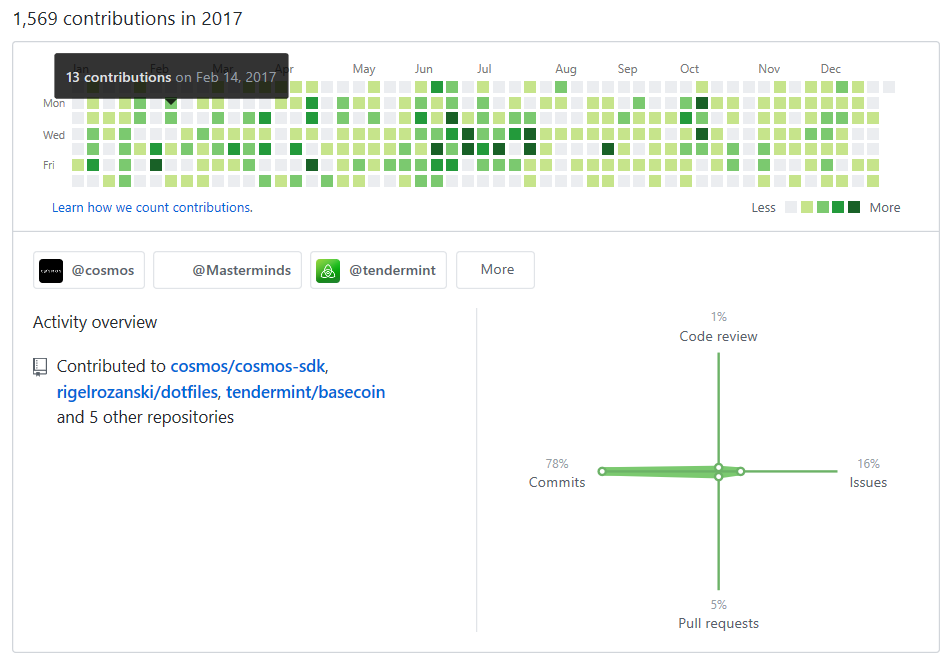 1,569 contributions in 2017
13 contributions on Feb 14, 2017
Jan Feb Mar Apr May Jun Jul Aug Sep Oct Nov Dec
Mon
Wed
Fri
Learn how we count contributions.
Less More
@cosmos @Masterminds @tendermint More
Activity overview
Contributed to cosmos/cosmos-sdk,
rigelrozanski/dotfiles, tendermint/basecoin
and 5 other repositories
1%
Code review
78%
Commits
16%
Issues
5%
Pull requests